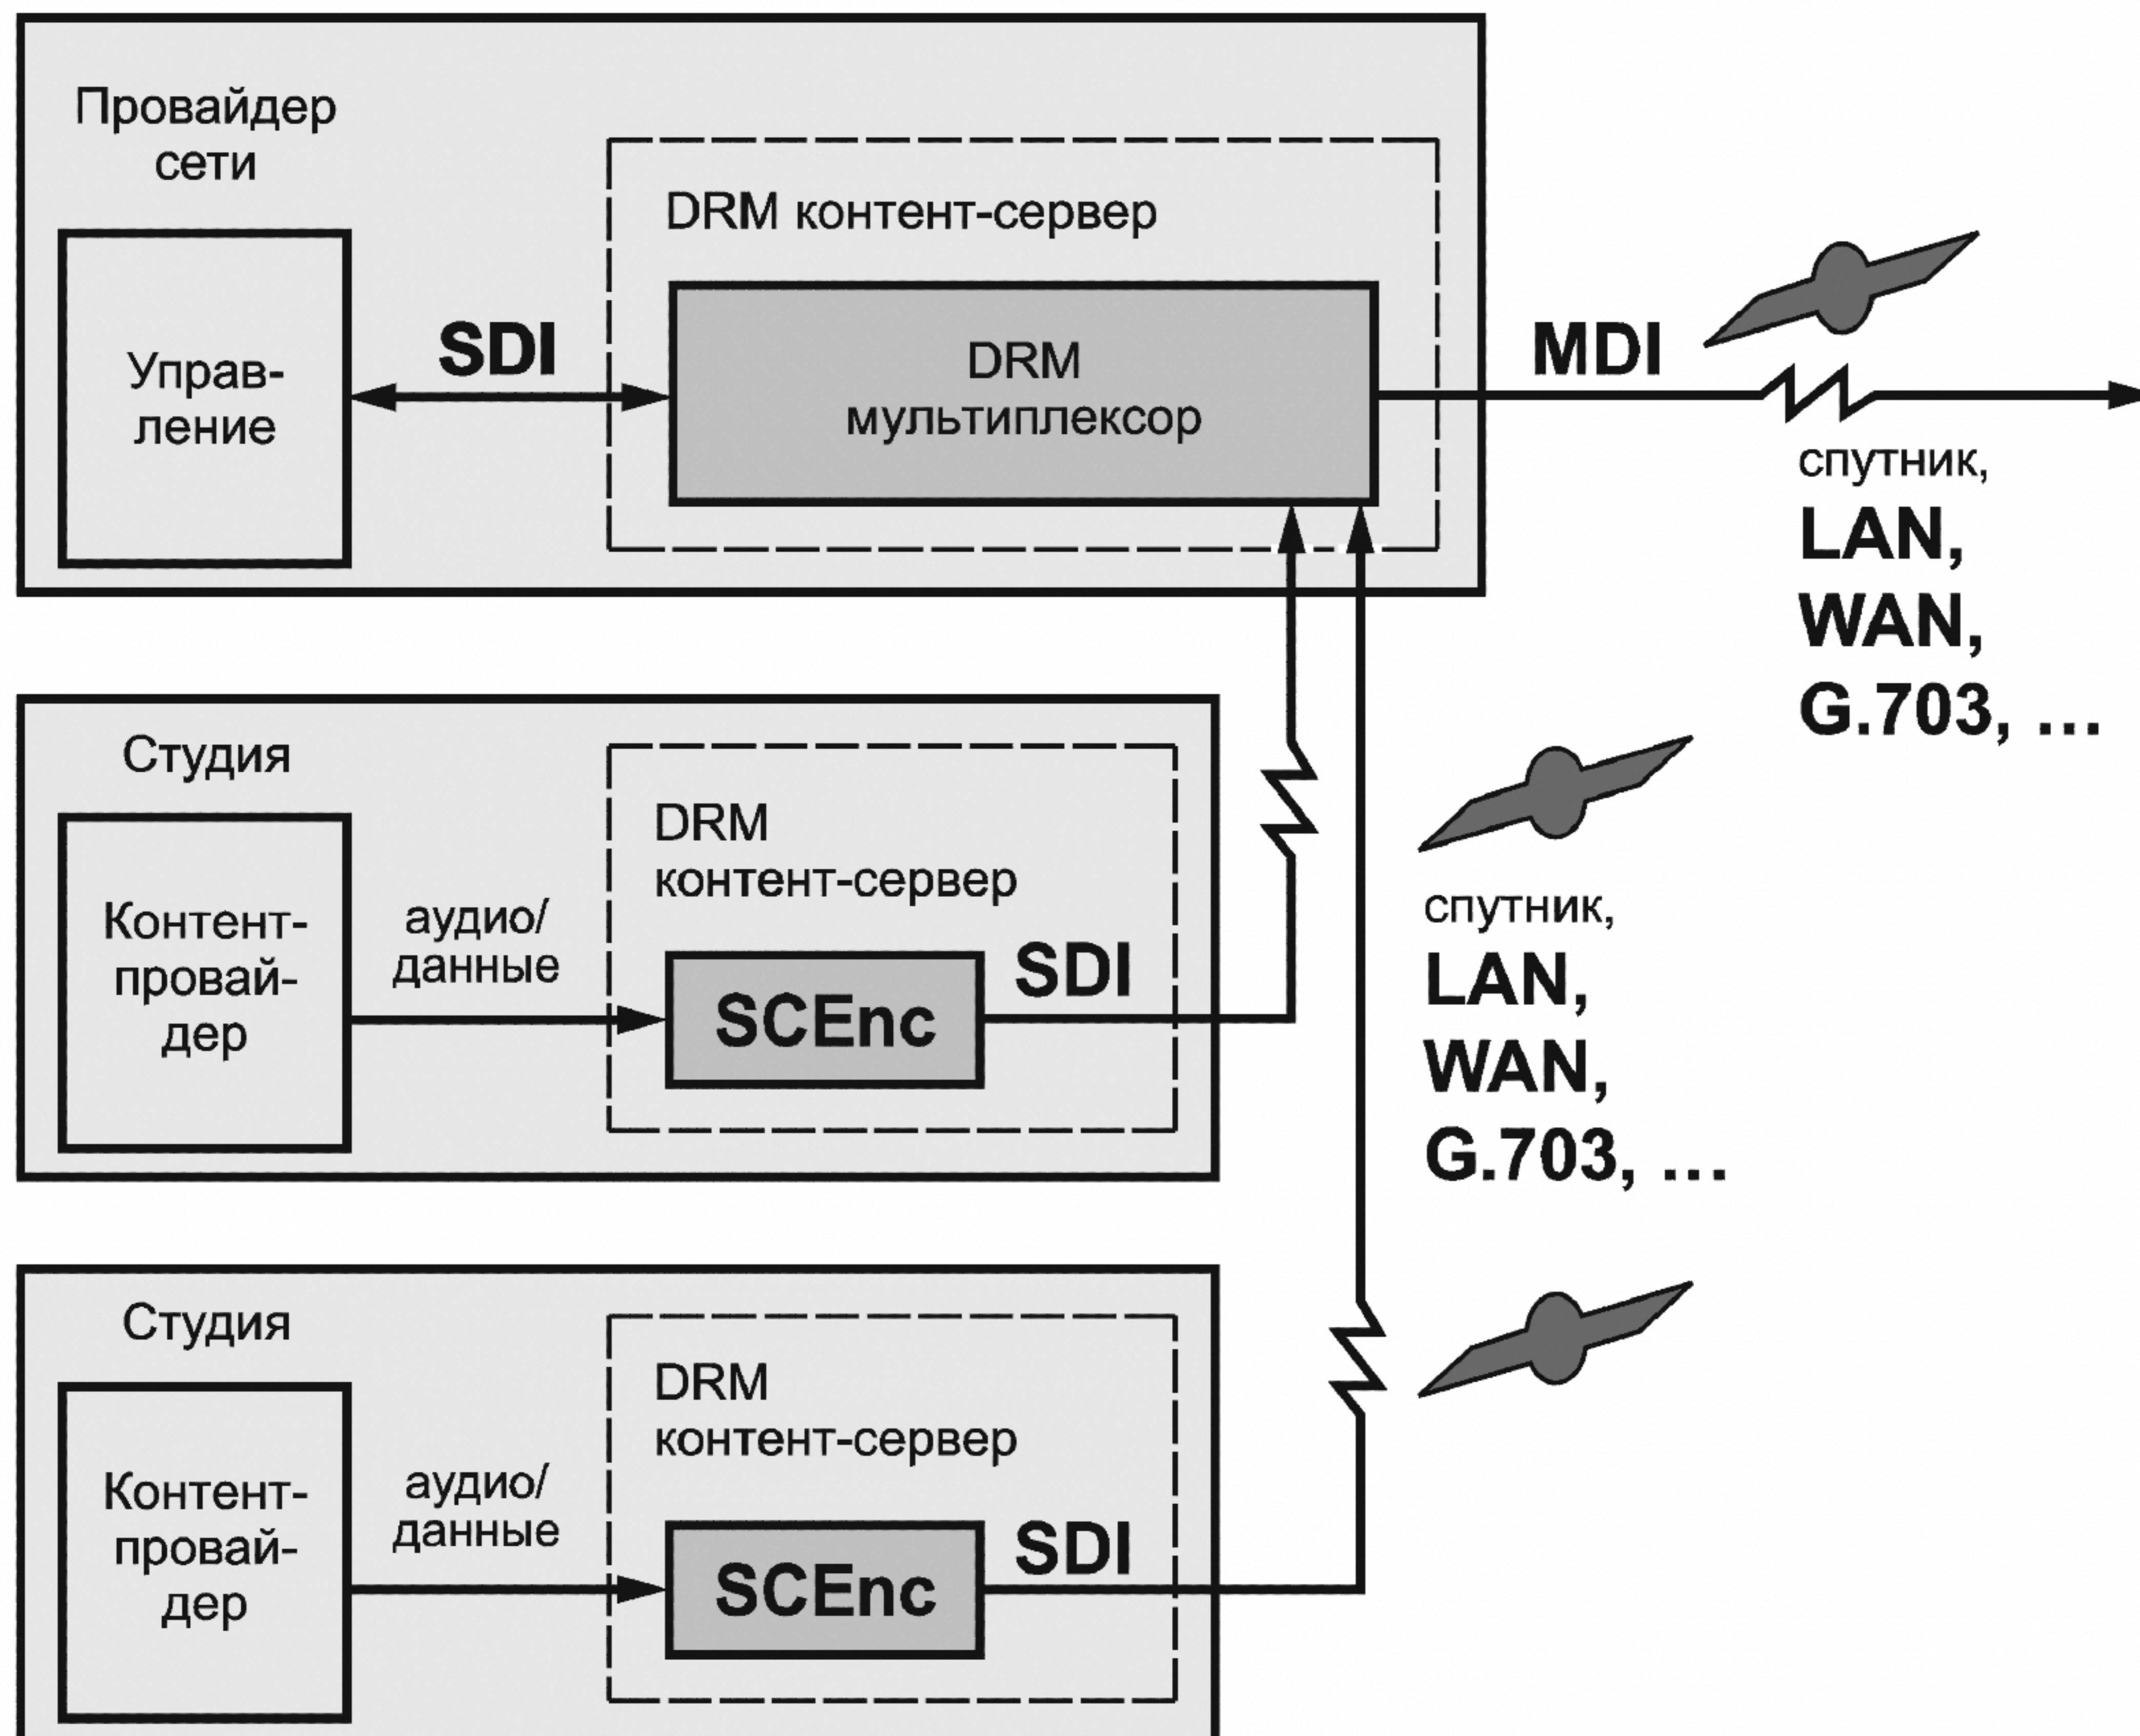 Провайдер
сети
DRM контент-сервер
Управ-
ление
SDI
DRM
мультиплексор
MDI
спутник,
LAN,
WAN,
G.703, ...
Студия
Контент-
провай-
дер
аудио/
данные
DRM
контент-сервер
SCEnc
SDI
спутник,
LAN,
WAN,
G.703, ...
Студия
Контент-
провай-
дер
аудио/
данные
DRM
контент-сервер
SCEnc
SDI